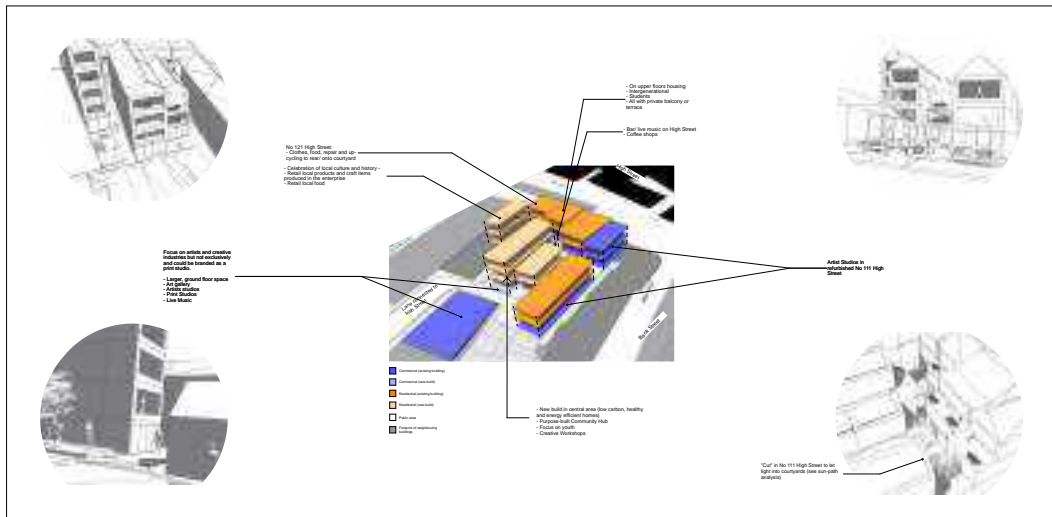 - On upper floors housing
- Intergenerational
- Students
- All with private balcony or
terrace
- Bar/ live music on High Street
- Coffee shops
No 121 High Street
- Clothes, food, repair and up-
cycling to rear/ onto courtyard
- Celebration of local culture and history -
- Retail local products and craft items
produced in the enterprise
- Retail local food
High Street
Focus on artists and creative
industries but not exclusively
and could be branded as a
print studio.
- Larger, ground floor space
- Art gallery
- Artists studios
- Print Studios
- Live Music
Artist Studios in
refurbished No 111 High
Street
Bank Street
Commercial (existing building)
Commercial (new build)
Residential (existing building)
Residential (new build)
Public area
Footprint of neighbouring
buildings
- New build in central area (low carbon, healthy
and energy efficient homes)
- Purpose-built Community Hub
- Focus on youth
- Creative Workshops
"Cut" in No 111 High Street to let
light into courtyards (see sun-path
analysis)